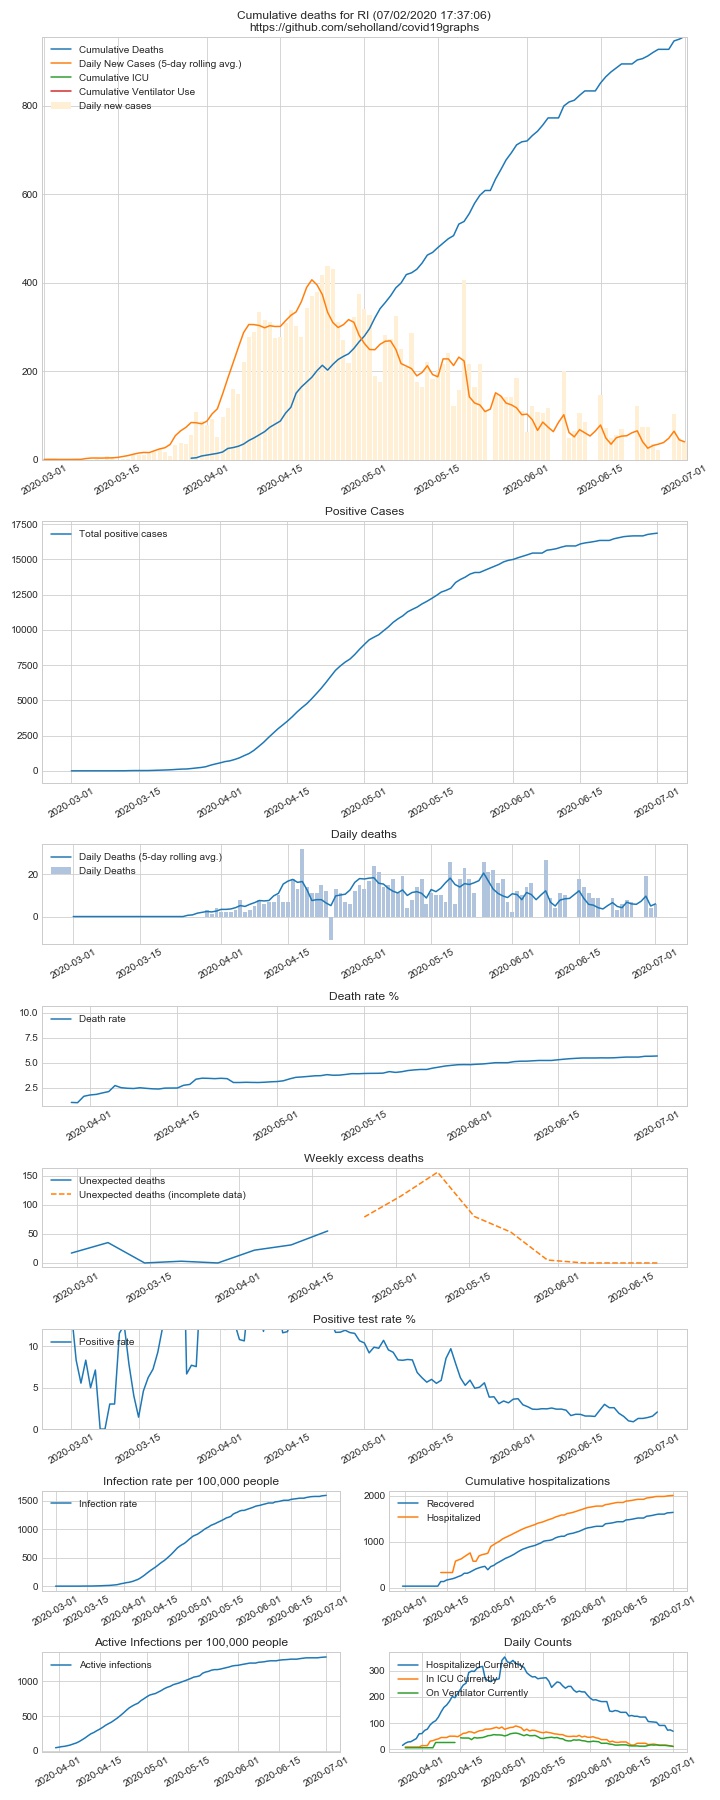 Cumulative deaths for RI (07/02/2020 17:37:06)
https://github.com/seholland/covid19graphs
Cumulative Deaths
Daily New Cases (5-day rolling avg.)
Cumulative ICU
Cumulative Ventilator Use
Daily new cases
800
600
400
200
0
2020-03-01 2020-03-15 2020-04-01 2020-04-15 2020-05-01 2020-05-15 2020-06-01 2020-06-15 2020-07-01
Positive Cases
Total positive cases
17500
15000
12500
10000
7500
5000
2500
0
2020-03-01 2020-03-15 2020-04-01 2020-04-15 2020-05-01 2020-05-15 2020-06-01 2020-06-15 2020-07-01
Daily deaths
Daily Deaths (5-day rolling avg.)
Daily Deaths
20
0
2020-03-01 2020-03-15 2020-04-01 2020-04-15 2020-05-01 2020-05-15 2020-06-01 2020-06-15 2020-07-01
Death rate %
Death rate
10.0
7.5
5.0
2.5
2020-04-01 2020-04-15 2020-05-01 2020-05-15 2020-06-01 2020-06-15 2020-07-01
Weekly excess deaths
Unexpected deaths
Unexpected deaths (incomplete data)
150
100
50
0
2020-03-01 2020-03-15 2020-04-01 2020-04-15 2020-05-01 2020-05-15 2020-06-01 2020-06-15
Positive test rate %
Positive rate
10
5
0
2020-03-01 2020-03-15 2020-04-01 2020-04-15 2020-05-01 2020-05-15 2020-06-01 2020-06-15 2020-07-01
Infection rate per 100,000 people
Infection rate
1500
1000
500
0
2020-03-01 2020-03-15 2020-04-01 2020-04-15 2020-05-01 2020-05-15 2020-06-01 2020-06-15 2020-07-01
Cumulative hospitalizations
Recovered
Hospitalized
2000
1000
0
2020-04-01 2020-04-15 2020-05-01 2020-05-15 2020-06-01 2020-06-15 2020-07-01
Active Infections per 100,000 people
Active infections
1000
500
0
2020-04-01 2020-04-15 2020-05-01 2020-05-15 2020-06-01 2020-06-15 2020-07-01
Daily Counts
Hospitalized Currently
In ICU Currently
On Ventilator Currently
300
200
100
0
2020-04-01 2020-04-15 2020-05-01 2020-05-15 2020-06-01 2020-06-15 2020-07-01